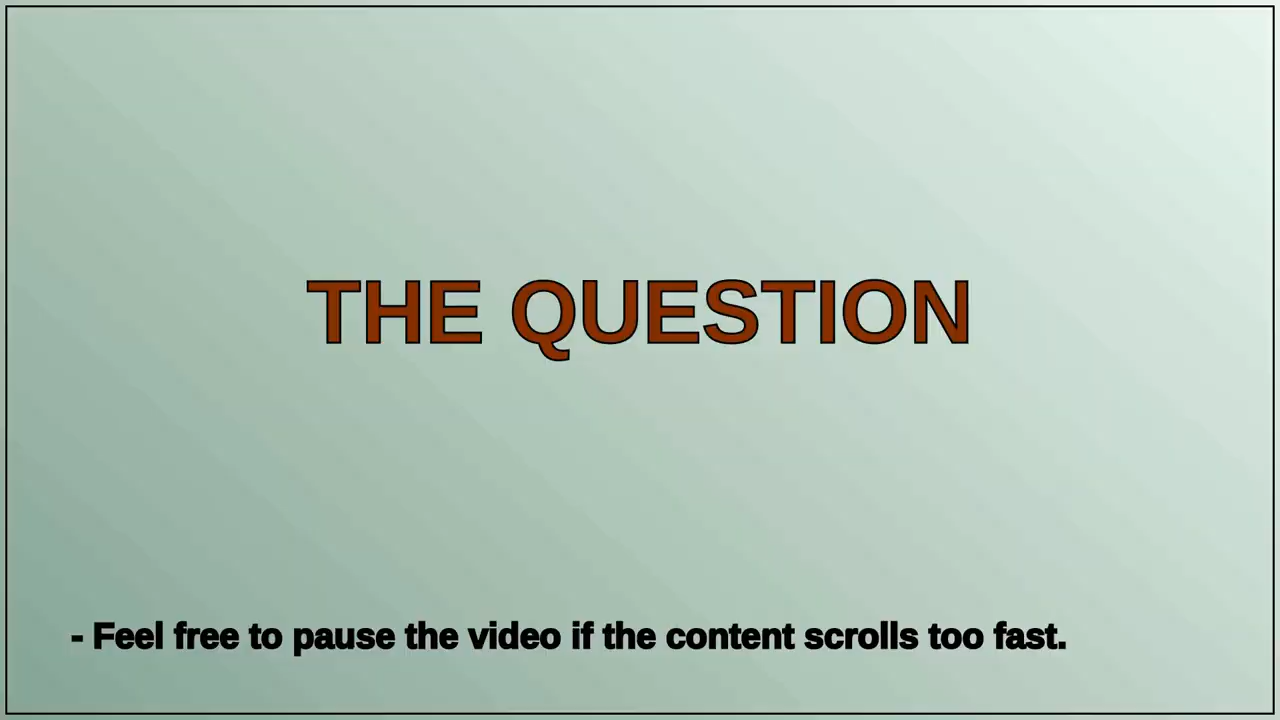 THE QUESTION
- Feel free to pause the video if the content scrolls too fast.